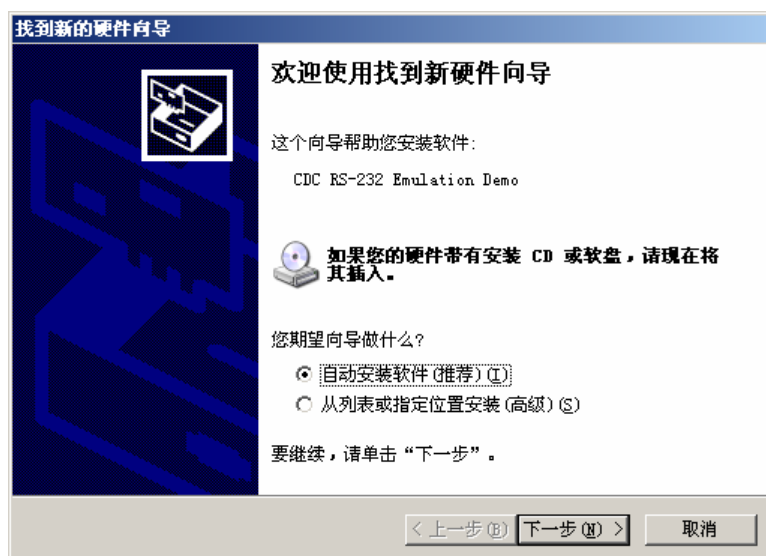 找到新的硬件向导
欢迎使用找到新硬件向导
这个向导帮助您安装软件:
CDC RS-232 Emulation Demo
如果您的硬件带有安装 CD 或软盘，请现在将
其插入。
您期望向导做什么?
自动安装软件(推荐)(I)
从列表或指定位置安装(高级)(S)
要继续，请单击“下一步”。
< 上一步(B) 下一步(N) > 取消